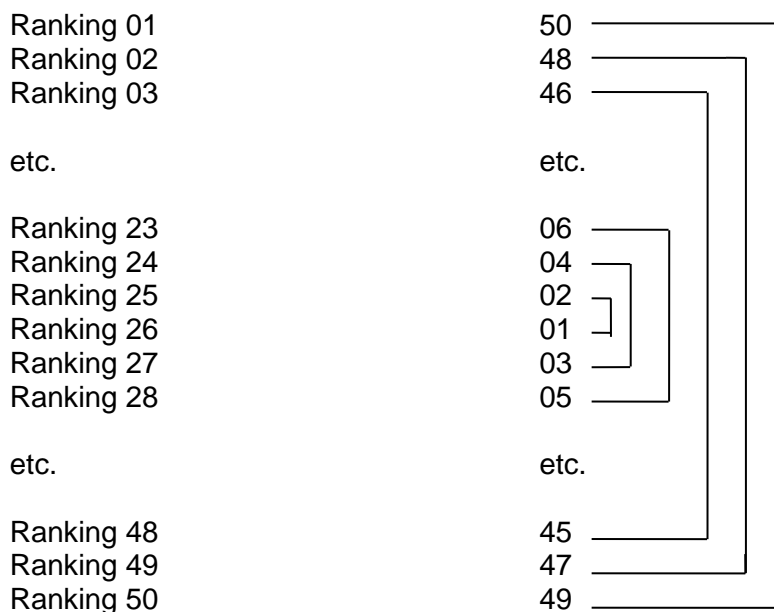 Ranking 01 50
Ranking 02 48
Ranking 03 46
etc. etc.
Ranking 23 06
Ranking 24 04
Ranking 25 02
Ranking 26 01
Ranking 27 03
Ranking 28 05
etc. etc.
Ranking 48 45
Ranking 49 47
Ranking 50 49